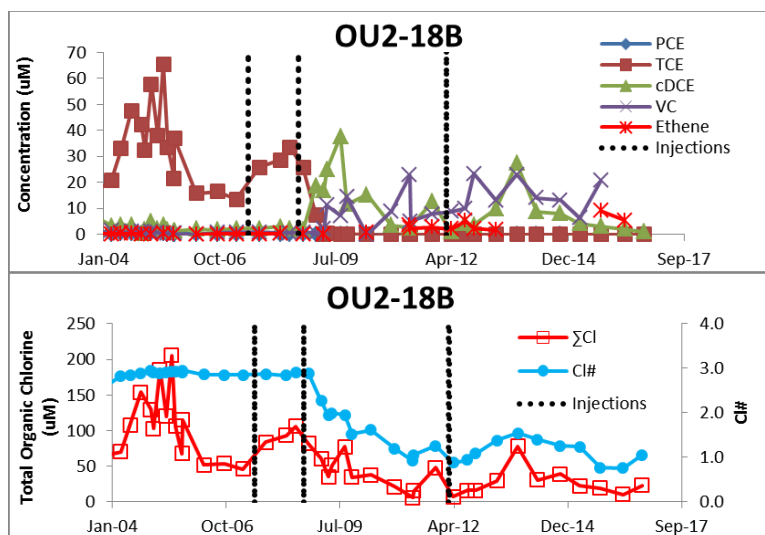 OU2-18B
Concentration (uM)
70
60
50
40
30
20
10
0
Jan-04
Oct-06
Jul-09
Apr-12
Dec-14
Sep-17
PCE
TCE
cDCE
VC
Ethene
Injections
OU2-18B
Total Organic Chlorine
(uM)
250
200
150
100
50
0
Jan-04
Oct-06
Jul-09
Apr-12
Dec-14
Sep-17
∑Cl
Cl#
Injections
4.0
3.0
2.0
1.0
0.0
Cl#